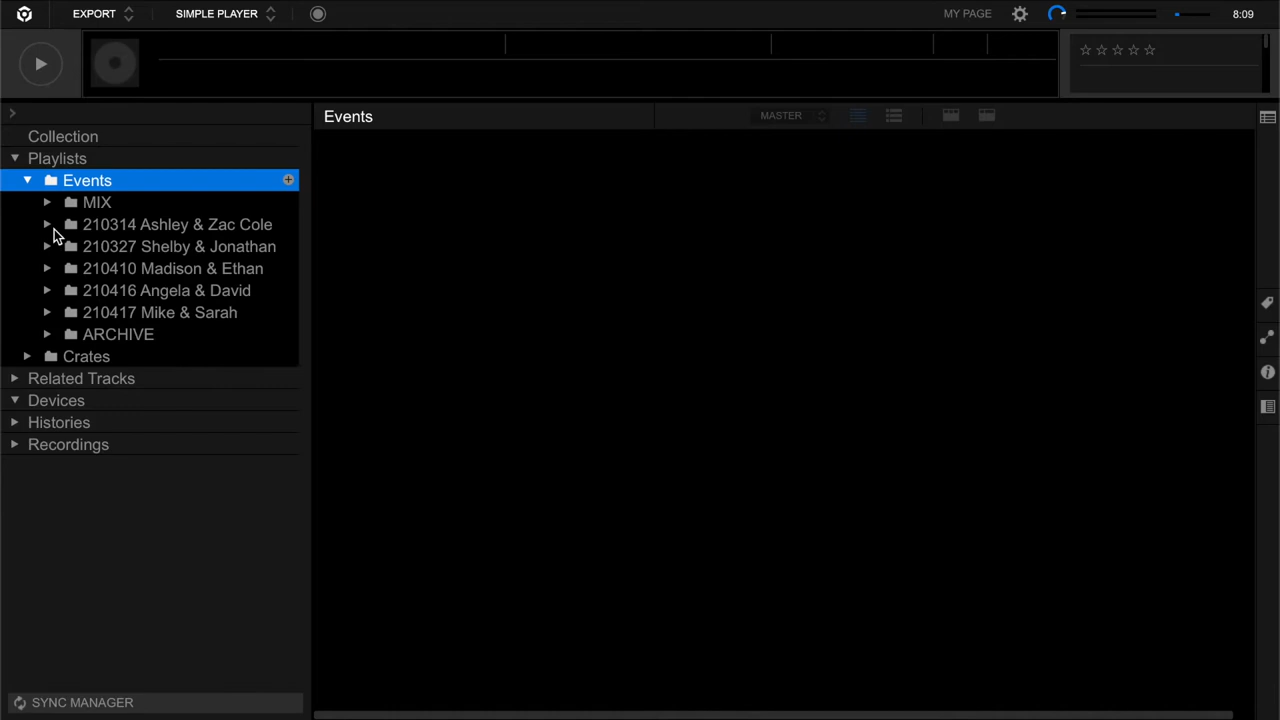 EXPORT SIMPLE PLAYER MY PAGE 8:09
Events MASTER
Collection
Playlists
Events
MIX
210314 Ashley & Zac Cole
210327 Shelby & Jonathan
210410 Madison & Ethan
210416 Angela & David
210417 Mike & Sarah
ARCHIVE
Crates
Related Tracks
Devices
Histories
Recordings
SYNC MANAGER